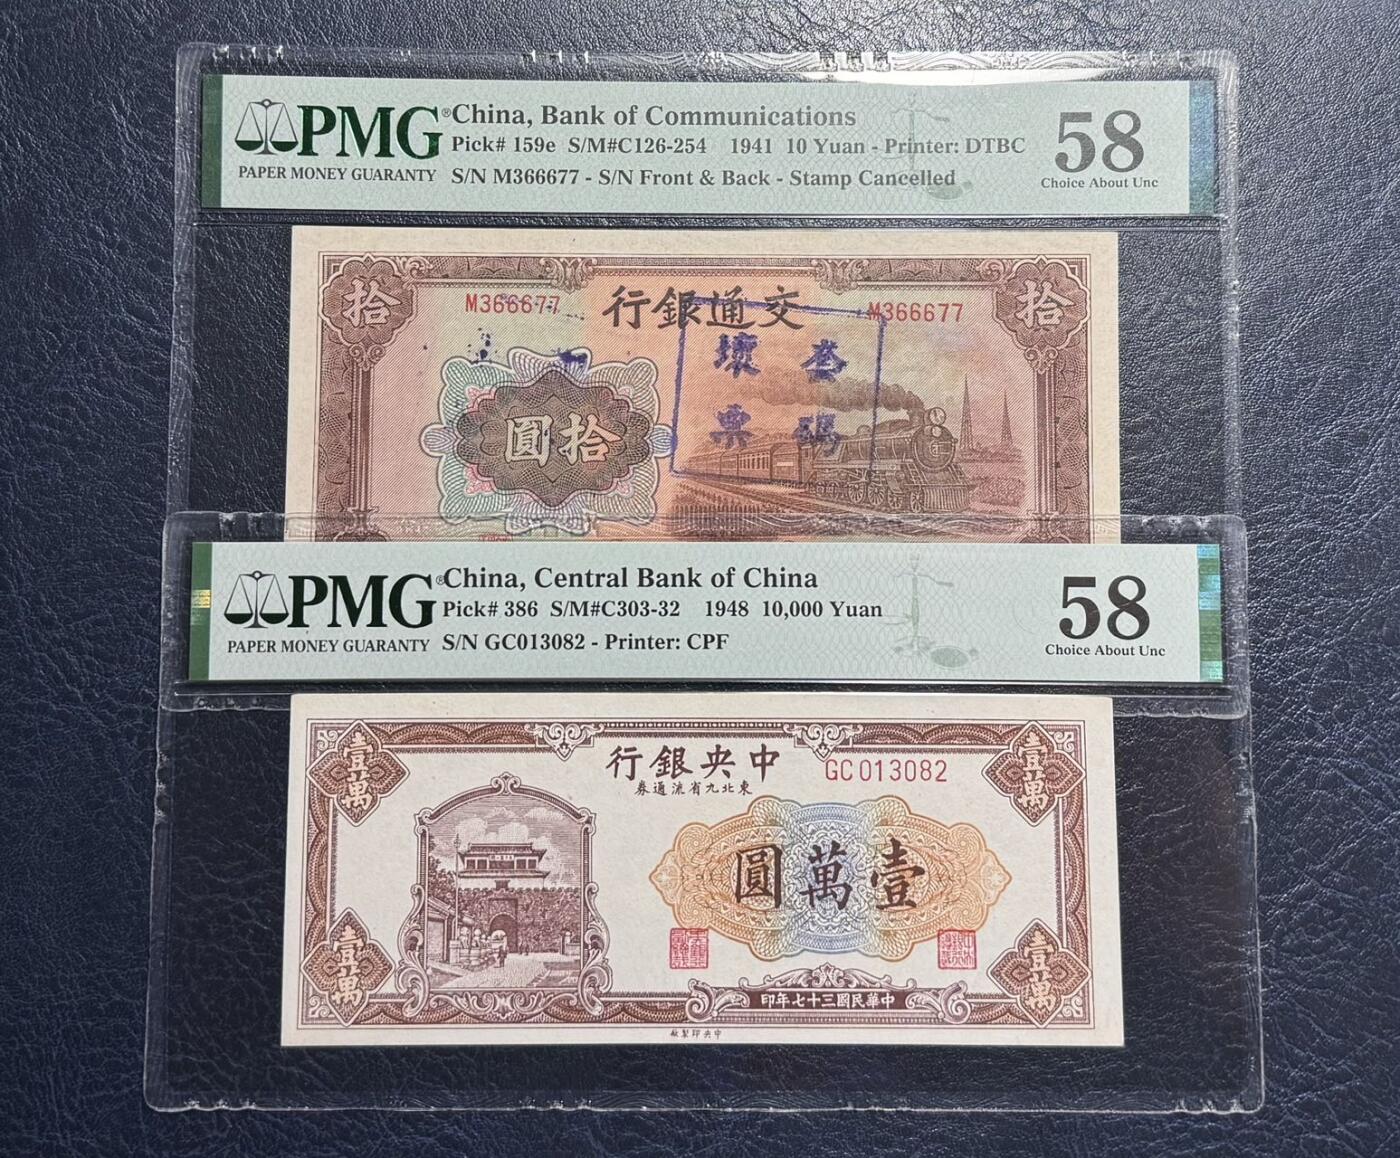 PMG®
PAPER MONEY GUARANTY
China, Bank of Communications
Pick# 159e S/M#C126-254 1941 10 Yuan - Printer: DTBC
S/N M366677 - S/N Front & Back - Stamp Cancelled
58
Choice About Unc
拾
拾
M366677
行銀通交
M366677
壞 套
票 碼
圓拾
PMG®
PAPER MONEY GUARANTY
China, Central Bank of China
Pick# 386 S/M#C303-32 1948 10,000 Yuan
S/N GC013082 - Printer: CPF
58
Choice About Unc
壹萬
壹萬
行銀央中
GC013082
券通流省九北東
圓萬壹
壹萬
壹萬
印年七十三國民華中
廠製印央中